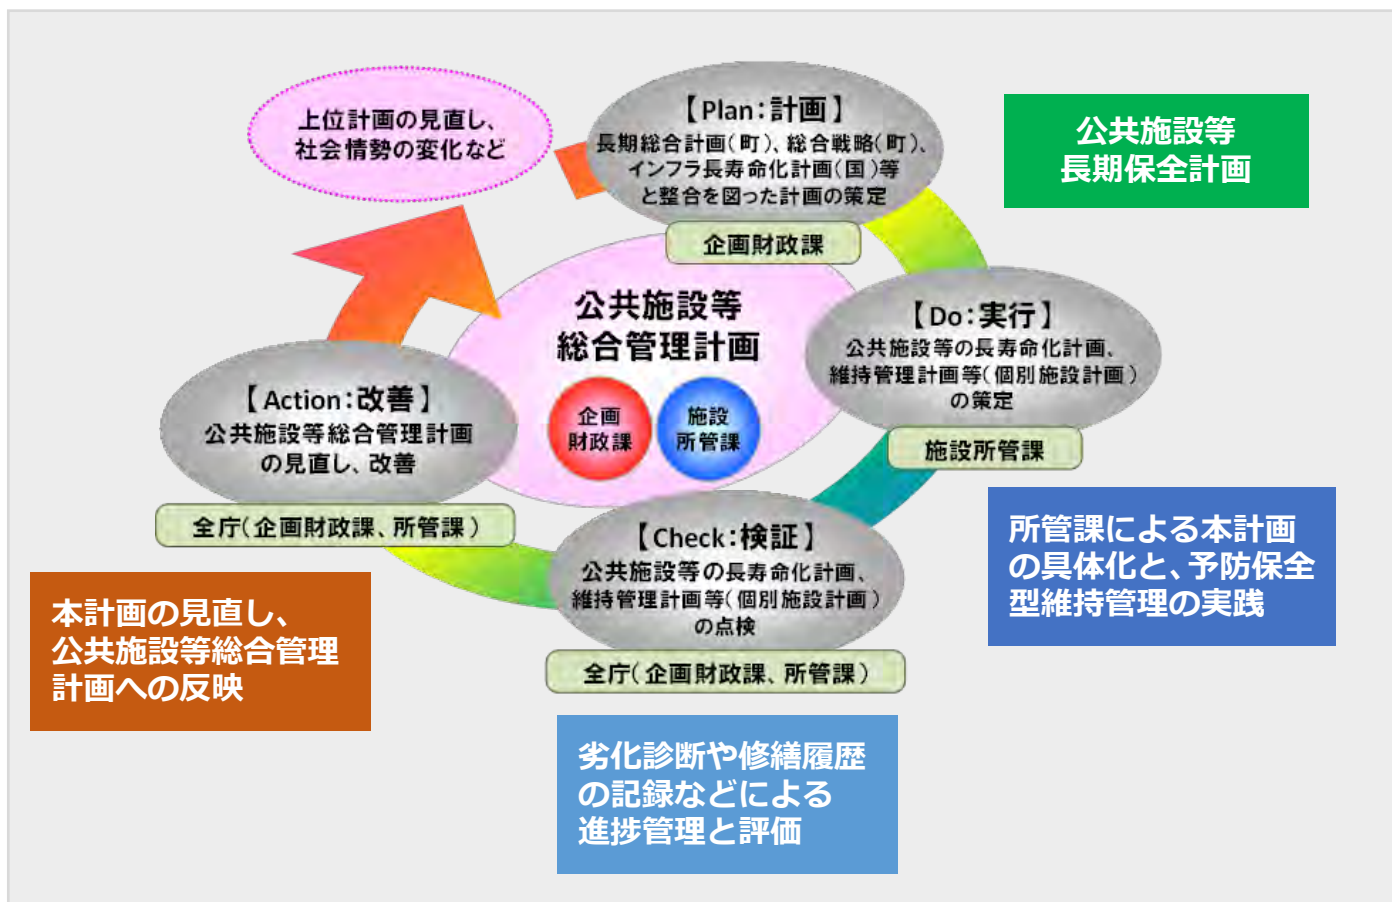 上位計画の見直し、
社会情勢の変化など
【Plan:計画】
長期総合計画(町)、総合戦略(町)、
インフラ長寿命化計画(国)等
と整合を図った計画の策定
企画財政課
公共施設等
長期保全計画
公共施設等
総合管理計画
企画
財政課
施設
所管課
【Do:実行】
公共施設等の長寿命化計画、
維持管理計画等(個別施設計画)
の策定
施設所管課
所管課による本計画
の具体化と、予防保全
型維持管理の実践
【Check:検証】
公共施設等の長寿命化計画、
維持管理計画等(個別施設計画)
の点検
全庁(企画財政課、所管課)
劣化診断や修繕履歴
の記録などによる
進捗管理と評価
【Action:改善】
公共施設等総合管理計画
の見直し、改善
全庁(企画財政課、所管課)
本計画の見直し、
公共施設等総合管理
計画への反映